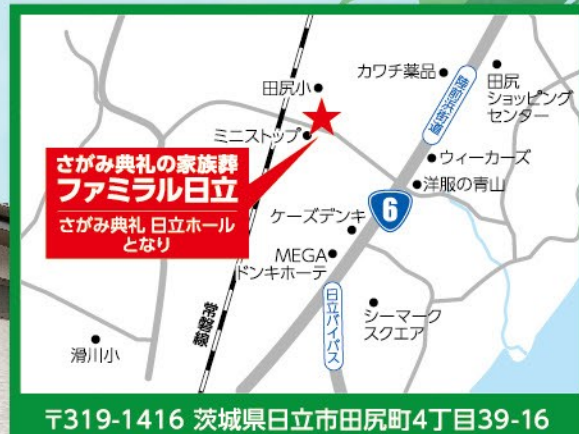 田尻小
カワチ薬品
陸前浜街道
田尻
ショッピング
センター
ミニストップ
さがみ典礼の家族葬
ファミラル日立
さがみ典礼 日立ホール
となり
ウィーカーズ
洋服の青山
6
ケーズデンキ
MEGA
ドンキホーテ
常磐線
日立バイパス
シーマーク
スクエア
滑川小
〒319-1416 茨城県日立市田尻町4丁目39-16